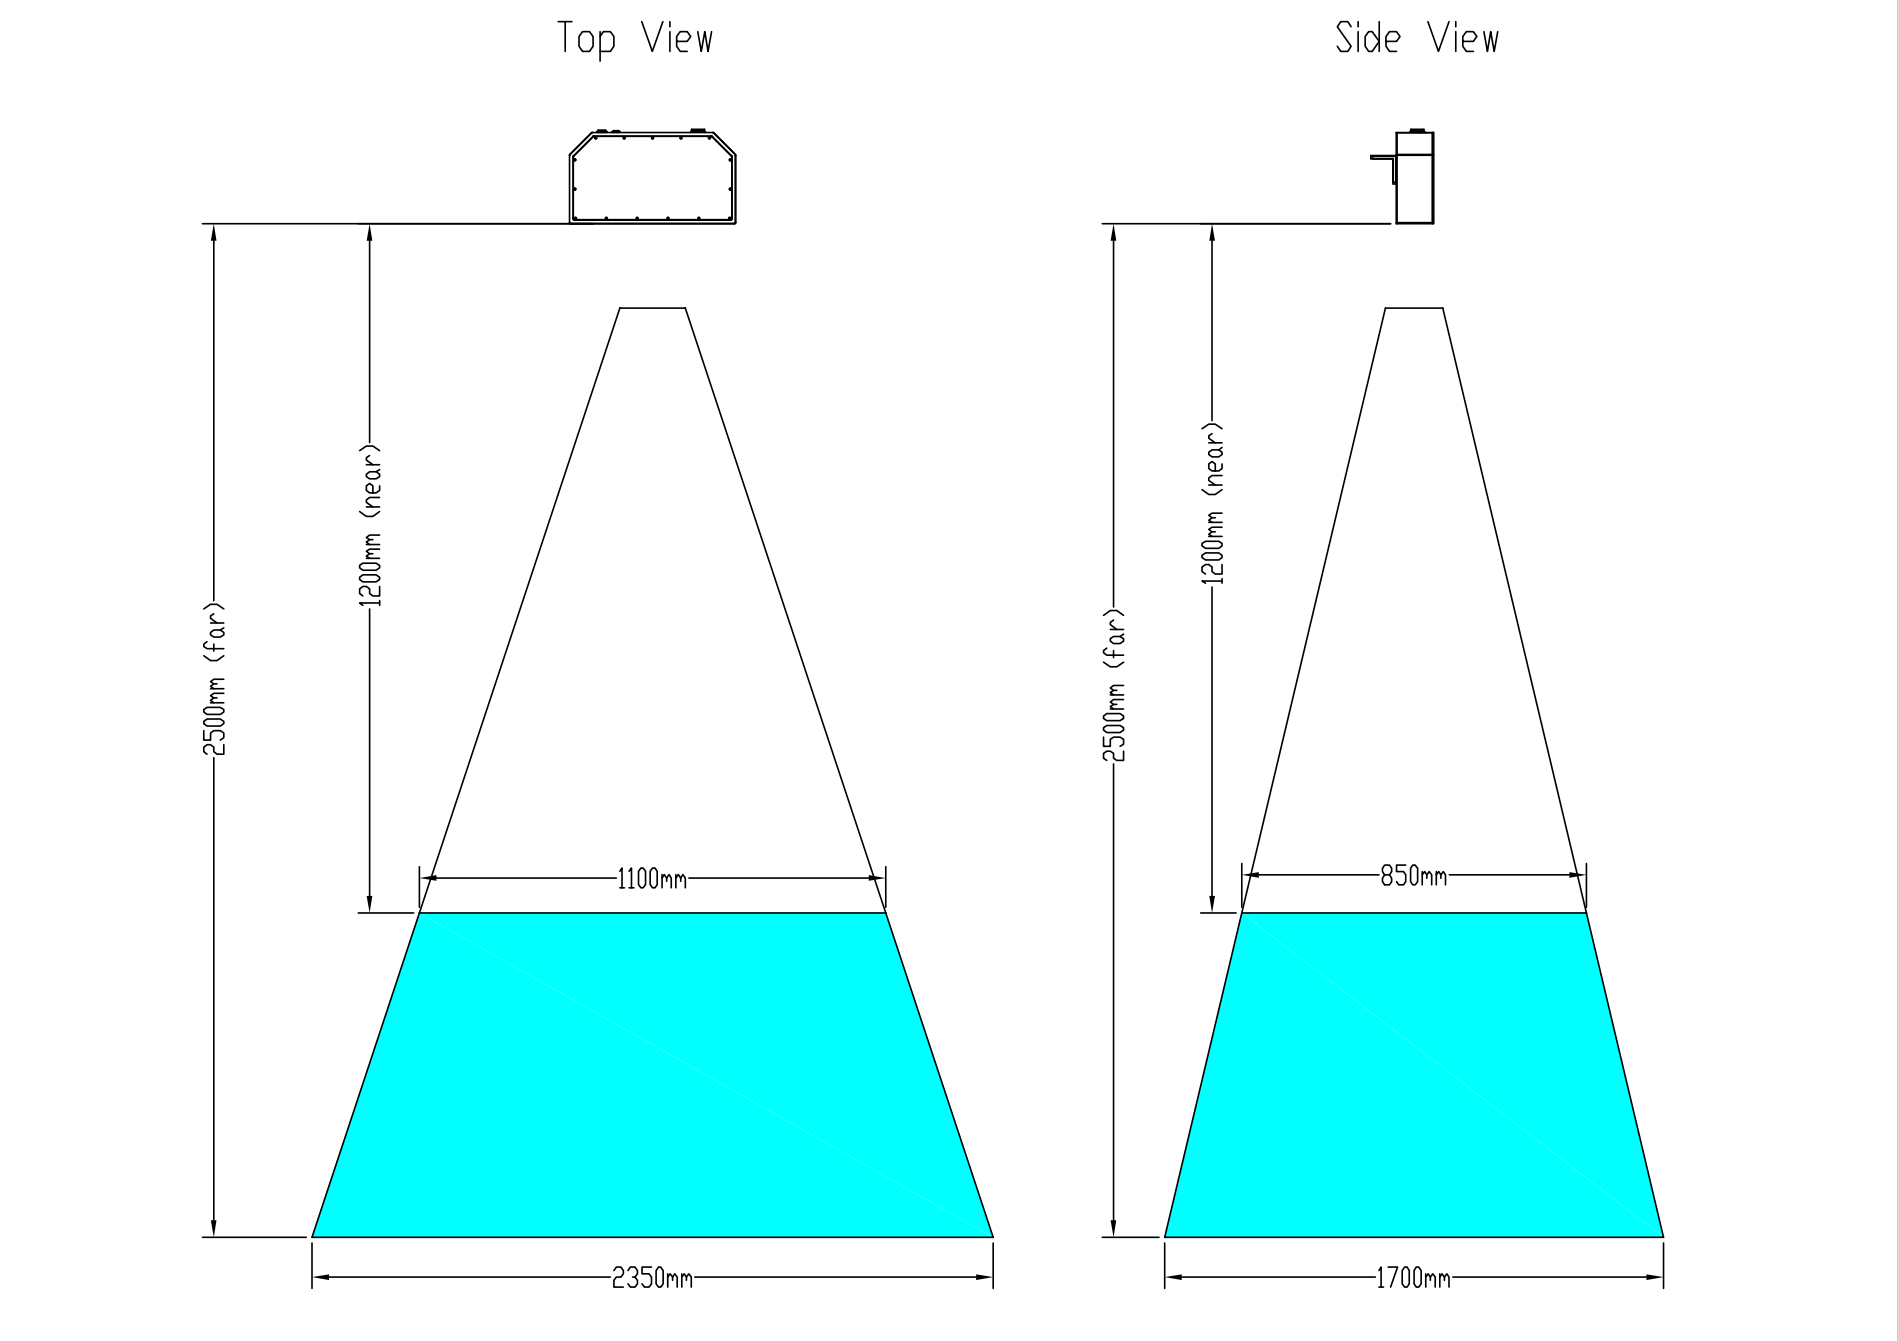 Top View
Side View
2500mm (far)
1200mm (near)
1100mm
2350mm
2500mm (far)
1200mm (near)
850mm
1700mm